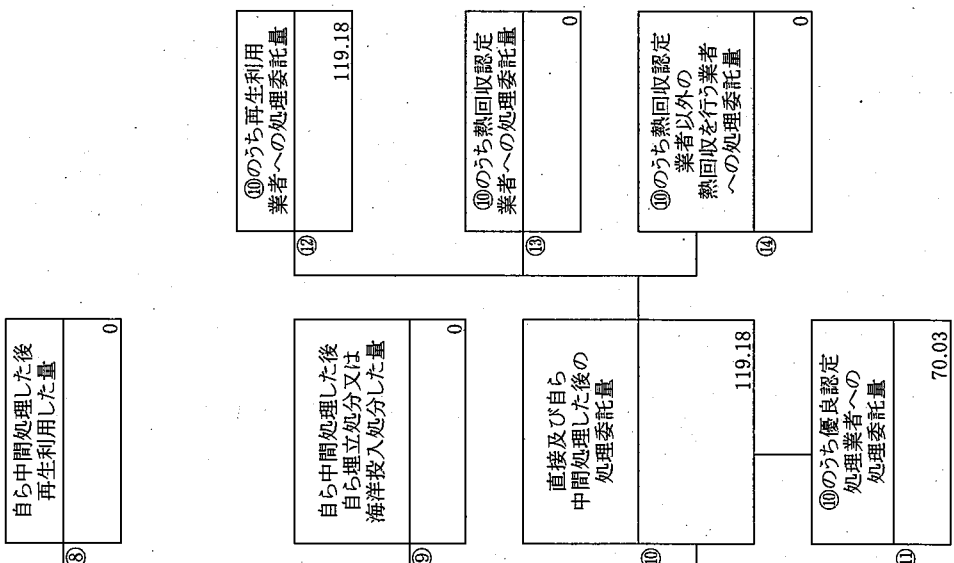 ⑧
自ら中間処理した後
再生利用した量
0
⑨
自ら中間処理した後
自ら埋立処分又は
海洋投入処分した量
0
⑩
直接及び自ら
中間処理した後の
処理委託量
119.18
⑪
⑩のうち優良認定
処理業者への
処理委託量
70.03
⑫
⑩のうち再生利用
業者への処理委託量
119.18
⑬
⑩のうち熱回収認定
業者への処理委託量
0
⑭
⑩のうち熱回収認定
業者以外の
熱回収を行う業者
への処理委託量
0